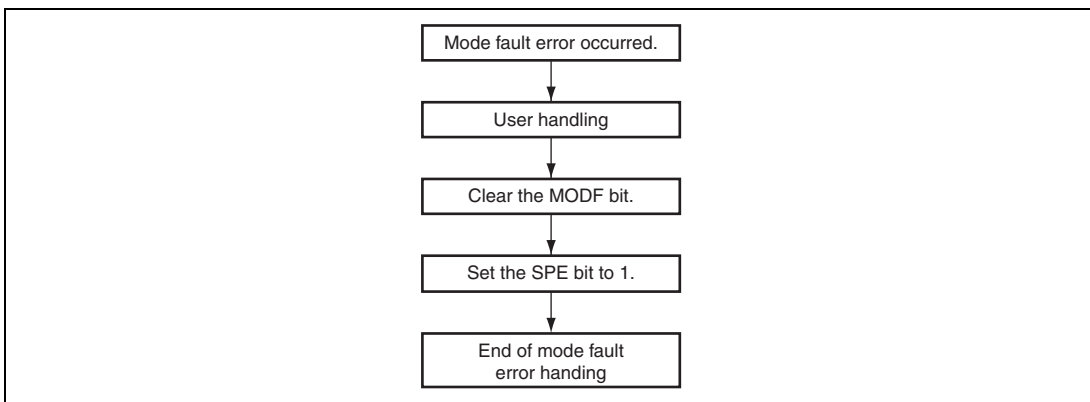 Mode fault error occurred.
User handling
Clear the MODF bit.
Set the SPE bit to 1.
End of mode fault
error handing